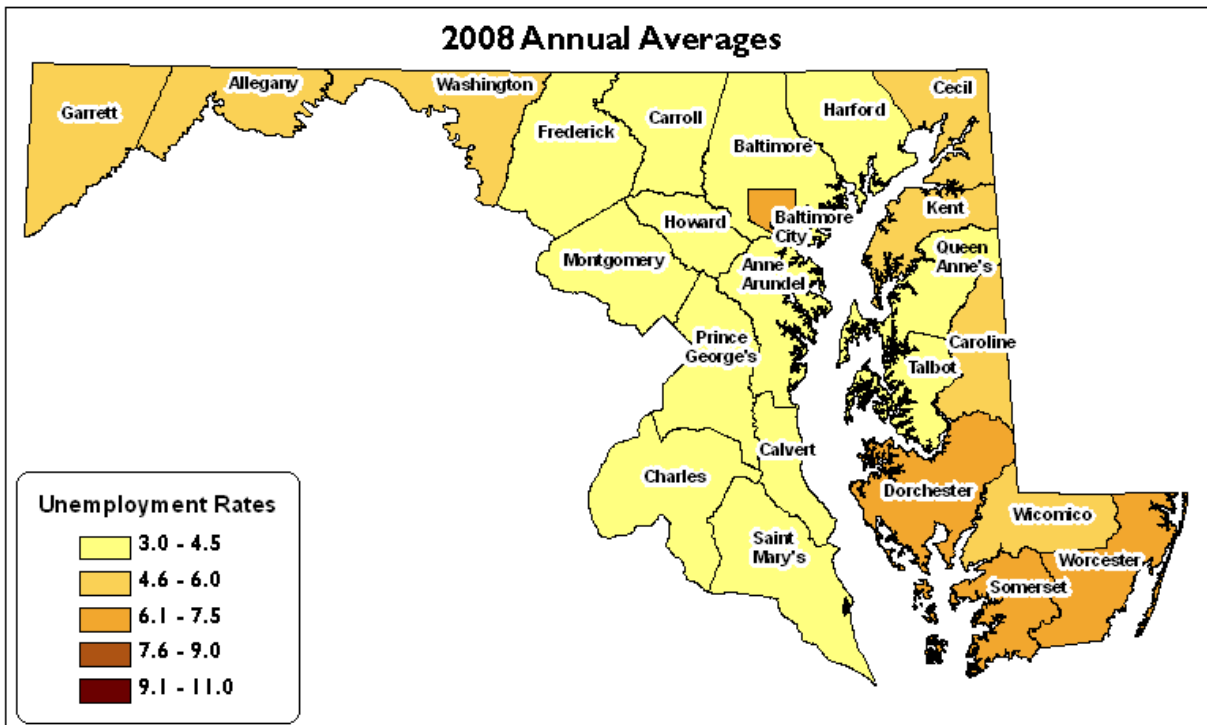 2008 Annual Averages
Garrett
Allegany
Washington
Frederick
Carroll
Baltimore
Harford
Cecil
Howard
Baltimore
City
Kent
Montgomery
Anne
Arundel
Queen
Anne's
Prince
George's
Caroline
Talbot
Calvert
Charles
Saint
Mary's
Dorchester
Wicomico
Worcester
Somerset
Unemployment Rates
3.0 - 4.5
4.6 - 6.0
6.1 - 7.5
7.6 - 9.0
9.1 - 11.0